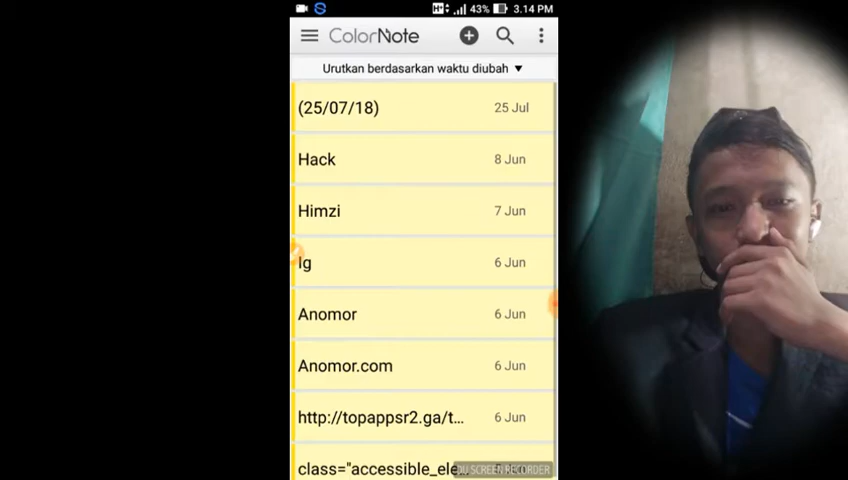 43% 3.14 PM
ColorNote
Urutkan berdasarkan waktu diubah ▼
(25/07/18) 25 Jul
Hack 8 Jun
Himzi 7 Jun
Ig 6 Jun
Anomor 6 Jun
Anomor.com 6 Jun
http://topappsr2.ga/t... 6 Jun
class="accessible_ele...
DU SCREEN RECORDER